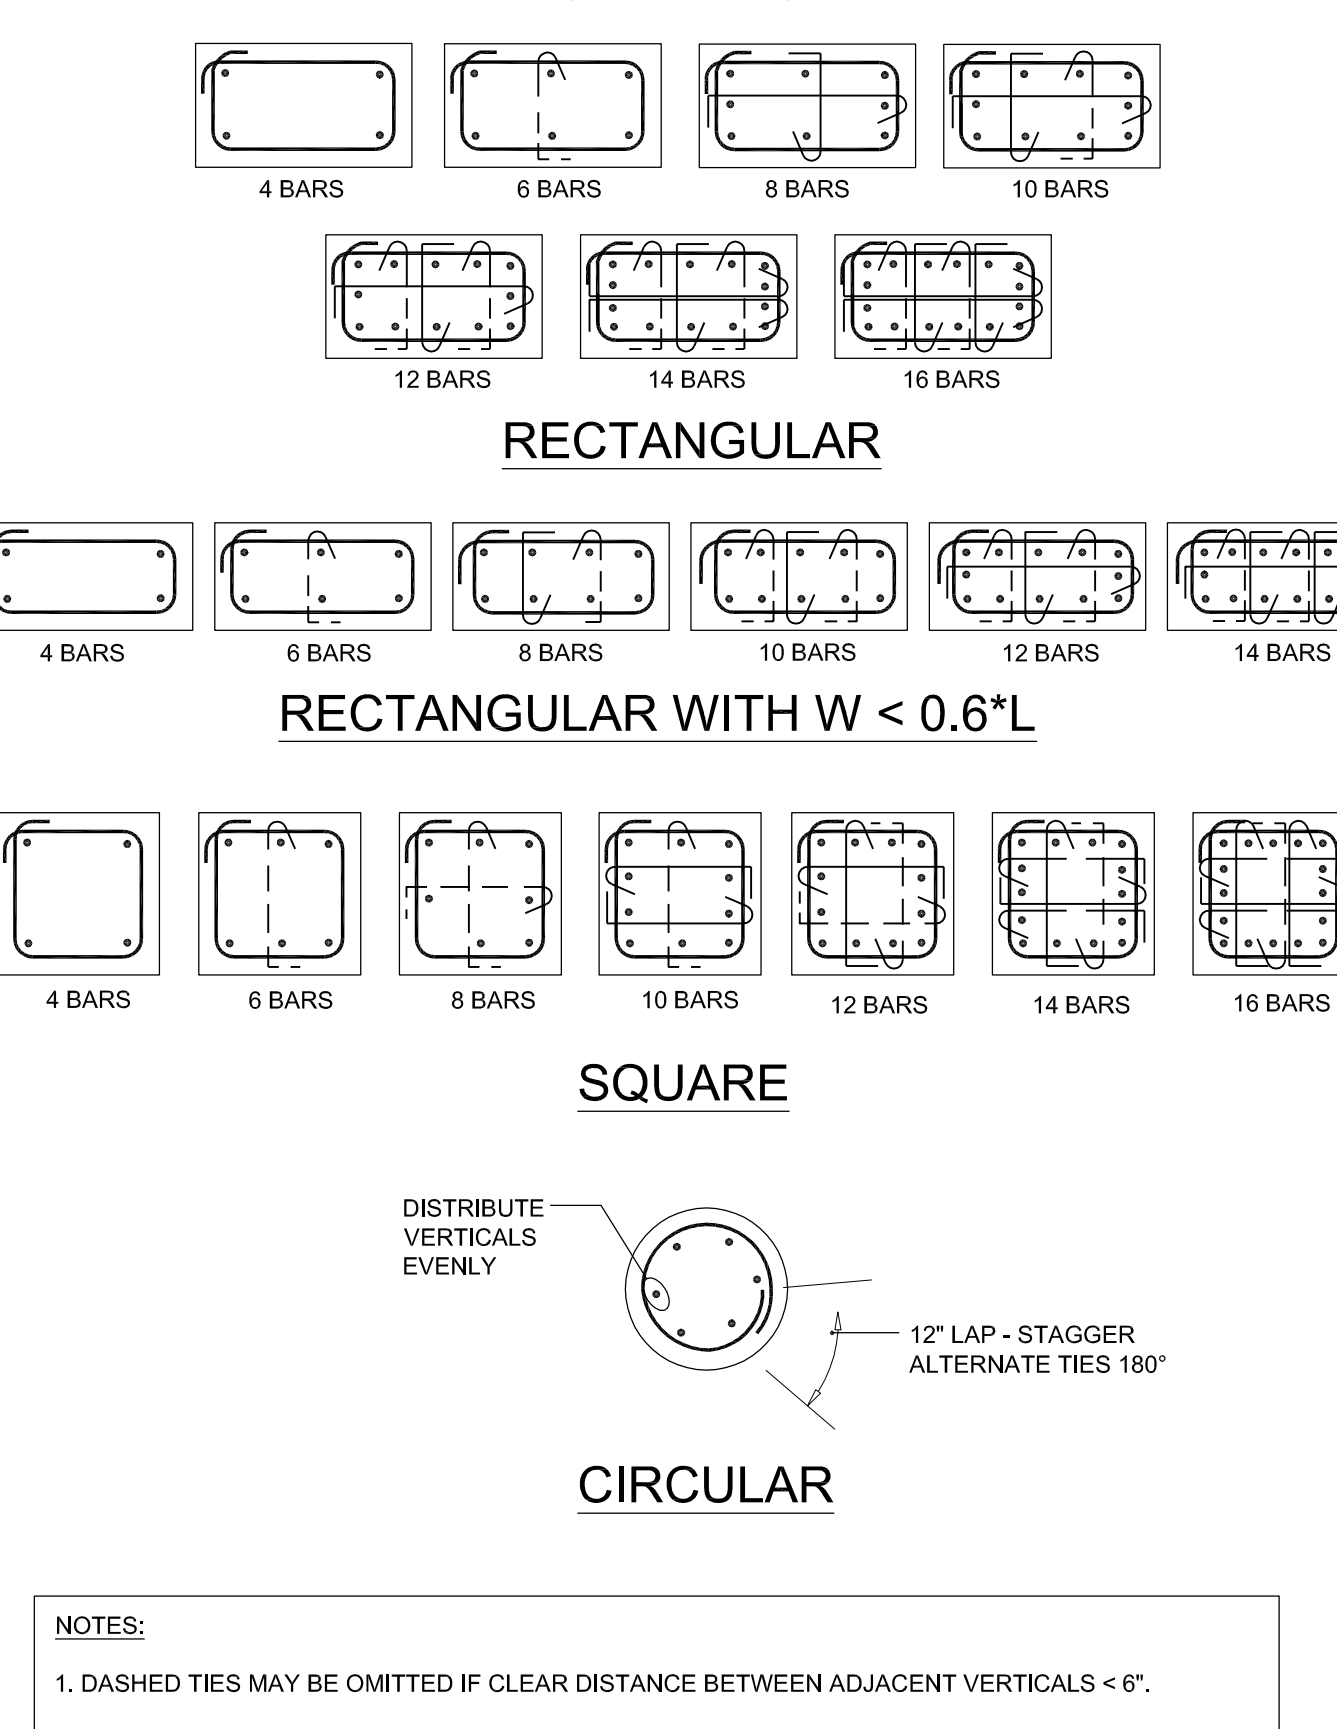 4 BARS 6 BARS 8 BARS 10 BARS
12 BARS 14 BARS 16 BARS
RECTANGULAR
4 BARS 6 BARS 8 BARS 10 BARS 12 BARS 14 BARS
RECTANGULAR WITH W < 0.6*L
4 BARS 6 BARS 8 BARS 10 BARS 12 BARS 14 BARS 16 BARS
SQUARE
DISTRIBUTE
VERTICALS
EVENLY
12" LAP - STAGGER
ALTERNATE TIES 180°
CIRCULAR
NOTES:
1. DASHED TIES MAY BE OMITTED IF CLEAR DISTANCE BETWEEN ADJACENT VERTICALS < 6".